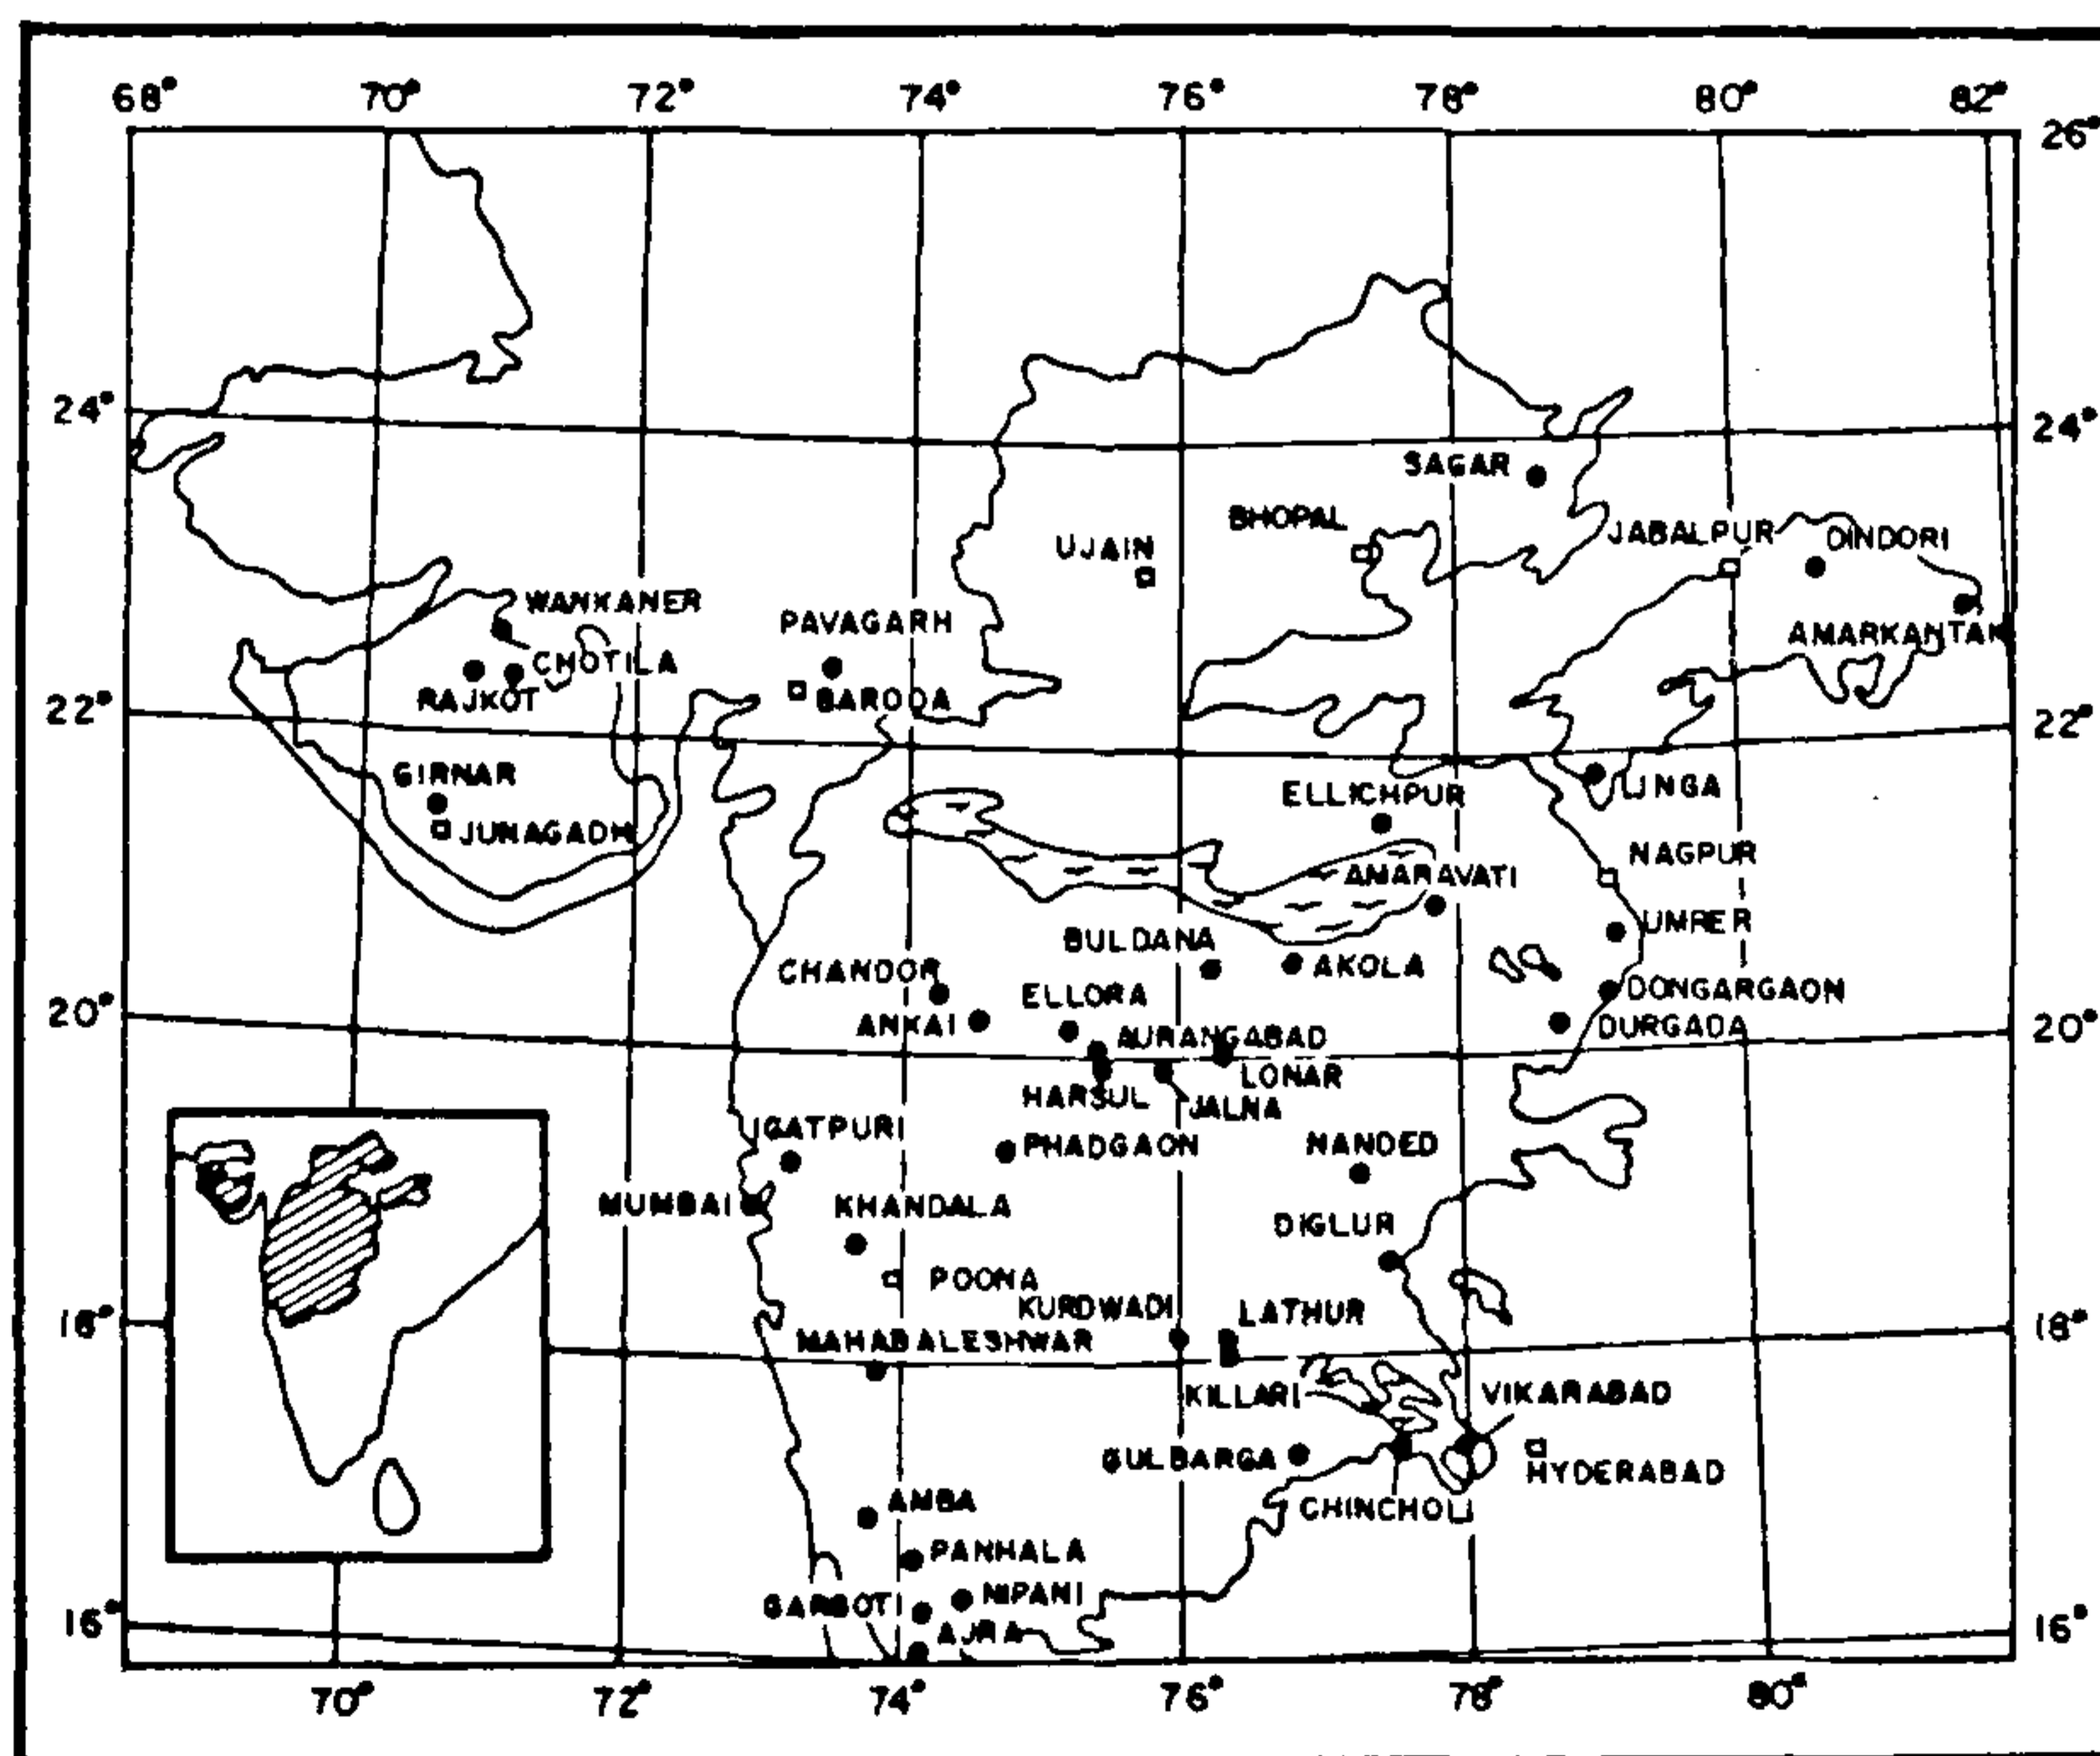 68° 70° 72° 74° 76° 78° 80° 82°
26°
24° 24°
SAGAR
BHOPAL
UJAIN
JABALPUR DINDORI
WANKANER
PAVAGARH
AMARKANTAK
CHOTILA
RAJKOT
BARODA
22° 22°
GIRNAR
LINGA
ELLICHPUR
JUNAGADH
NAGPUR
AMARAVATI
UMRER
BULDANA
CHANDOR
AKOLA
ELLORA
DONGARGAON
ANKAI
DURGADA
20° 20°
AURANGABAD
LONAR
HARSUL
JALNA
IGATPURI
PHADGAON
NANDED
MUMBAI
KHANDALA
DIGLUR
POONA
KURDWADI
LATHUR
18° 18°
MAHABALESHWAR
KILLARI
VIKARABAD
GULBARGA
HYDERABAD
CHINCHOLI
AMBA
PANHALA
NIPANI
GARGOTI
AJRA
16° 16°
70° 72° 74° 76° 78° 80°